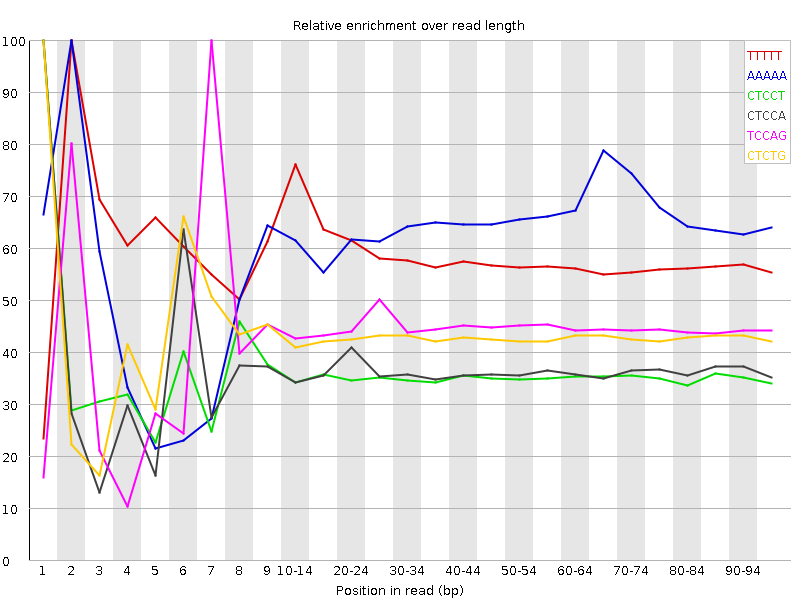 Relative enrichment over read length
100
90
80
70
60
50
40
30
20
10
0
TTTTT
AAAAA
CTCCT
CTCCA
TCCAG
CTCTG
1 2 3 4 5 6 7 8 9 10-14 20-24 30-34 40-44 50-54 60-64 70-74 80-84 90-94
Position in read (bp)